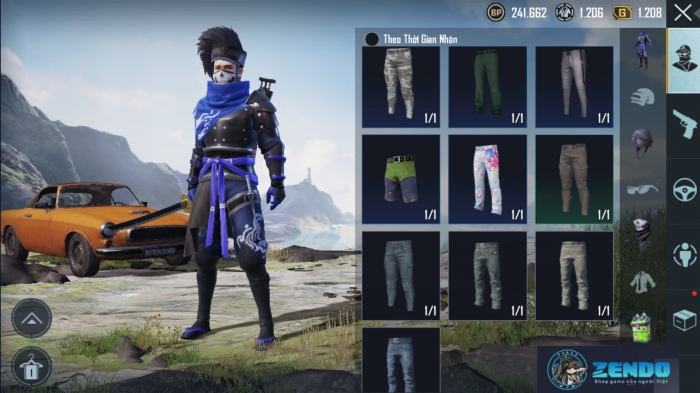 BP 241.662 1.206 G 1.208
Theo Thời Gian Nhận
1/1 1/1 1/1
1/1 1/1 1/1
1/1 1/1 1/1
ZENDO
Shop game của người Việt